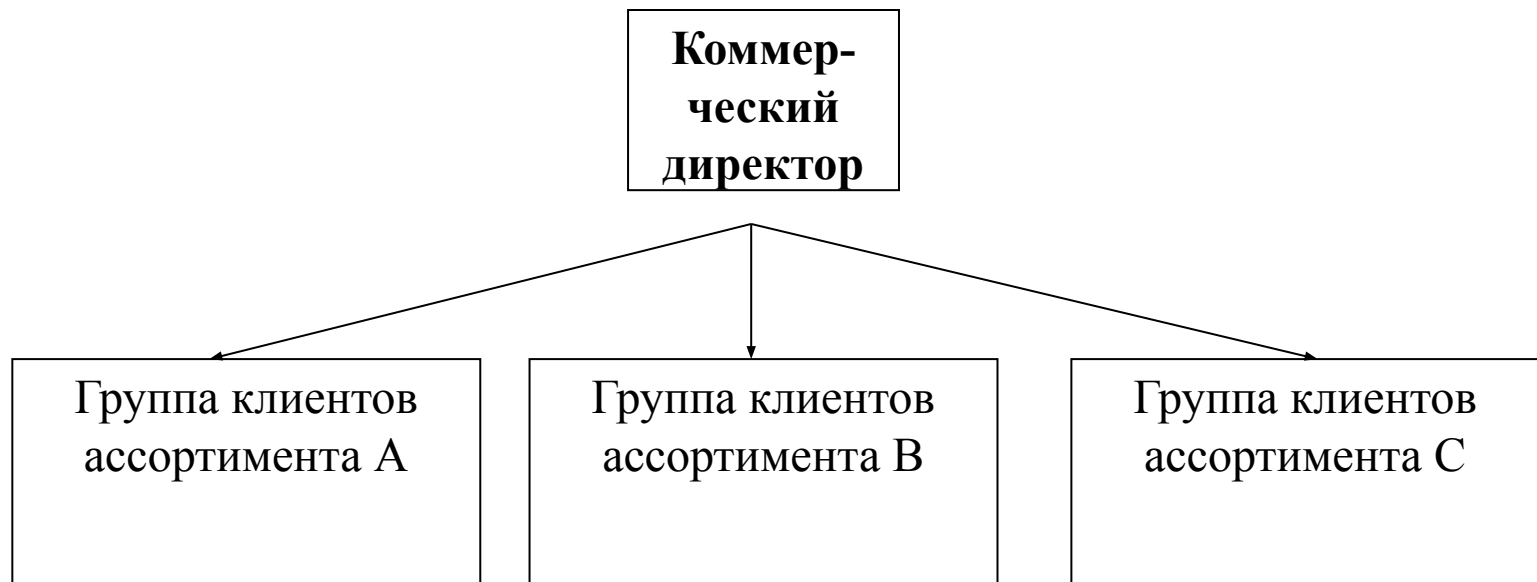 Коммер-
ческий
директор
Группа клиентов
ассортимента А
Группа клиентов
ассортимента В
Группа клиентов
ассортимента С